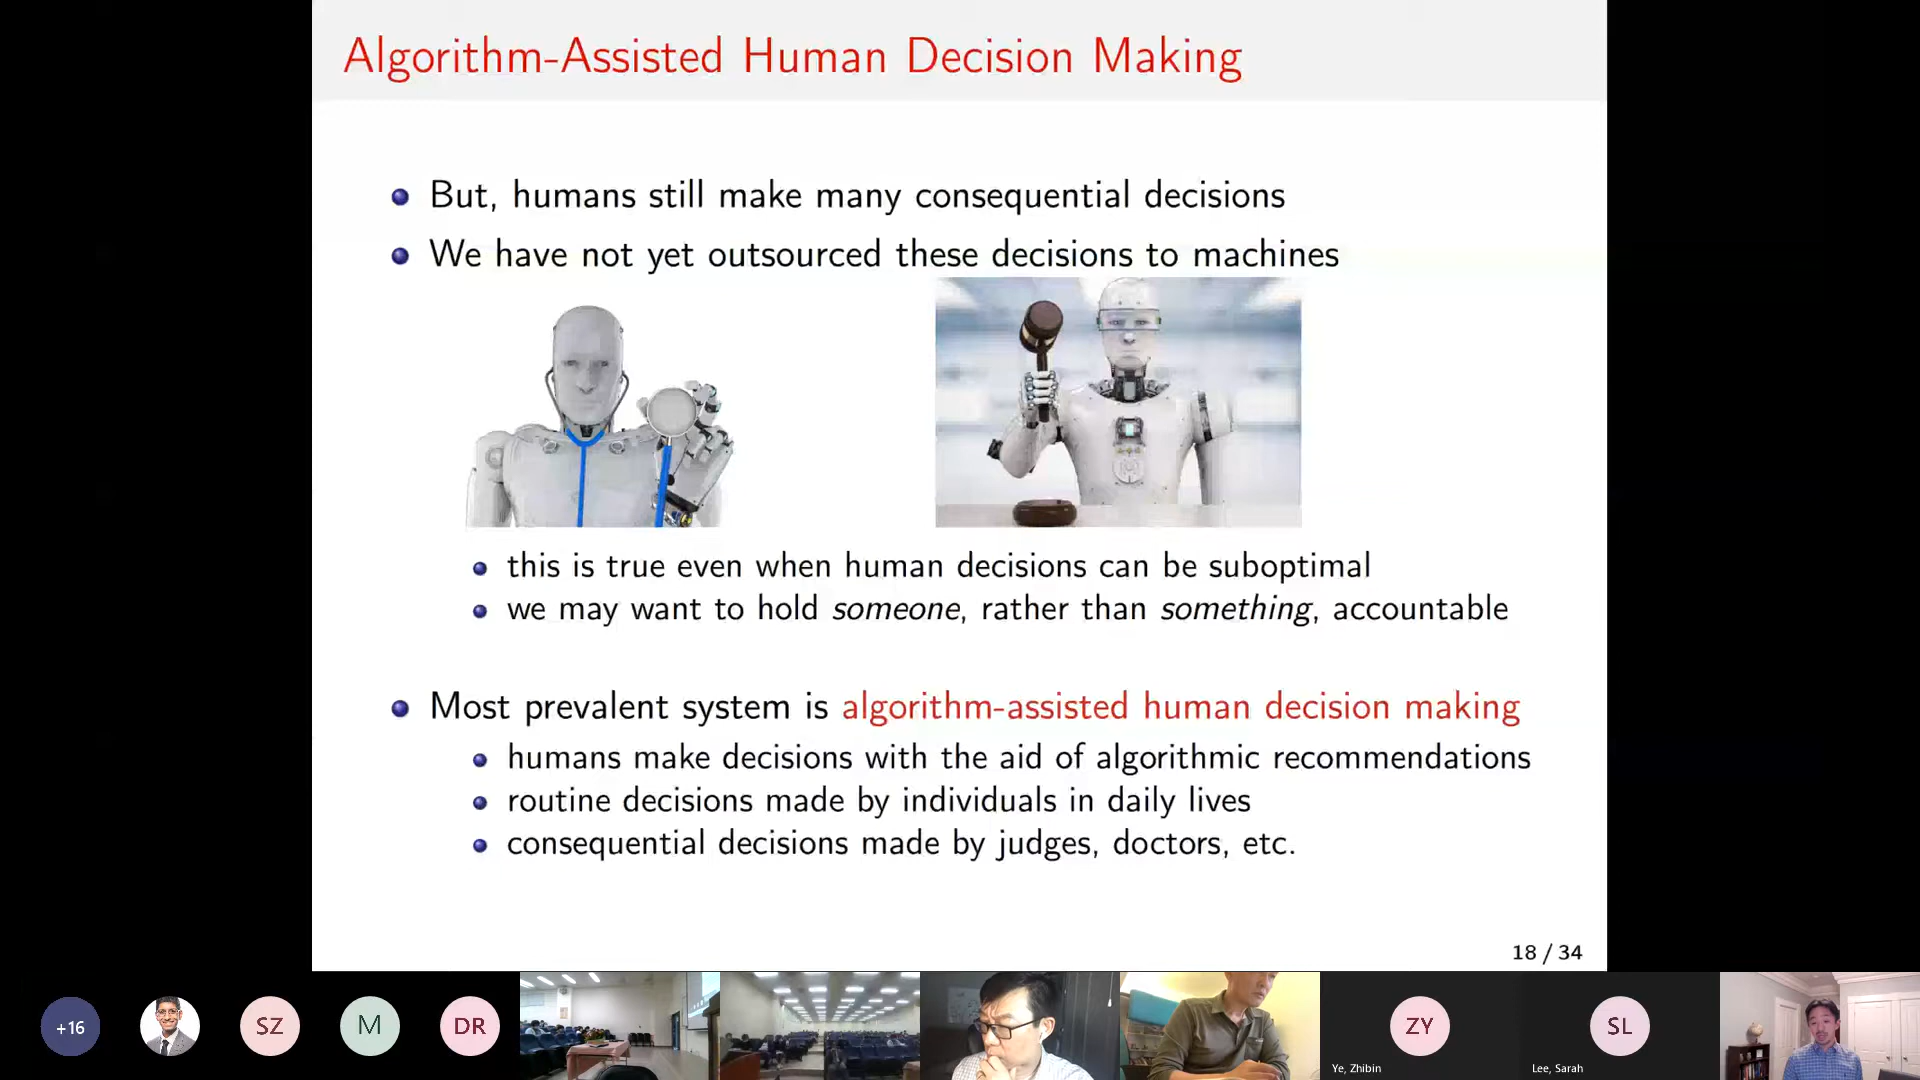 Algorithm-Assisted Human Decision Making
But, humans still make many consequential decisions
We have not yet outsourced these decisions to machines
this is true even when human decisions can be suboptimal
we may want to hold someone, rather than something, accountable
Most prevalent system is algorithm-assisted human decision making
humans make decisions with the aid of algorithmic recommendations
routine decisions made by individuals in daily lives
consequential decisions made by judges, doctors, etc.
18 / 34
+16
SZ
M
DR
ZY
SL
Ye, Zhibin
Lee, Sarah